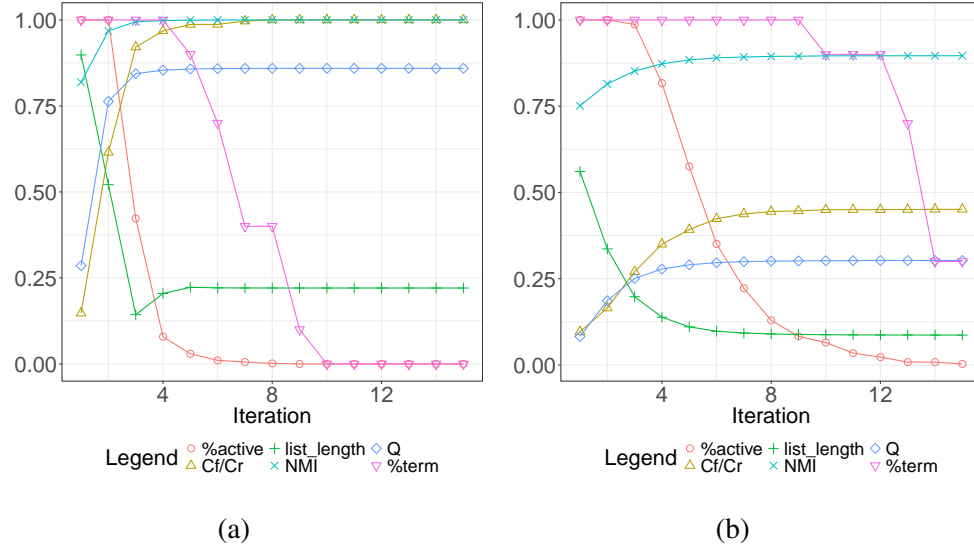 1.00
0.75
0.50
0.25
0.00
4 8 12
Iteration
Legend %active list_length Q
Cf/Cr NMI %term
(a)
1.00
0.75
0.50
0.25
0.00
4 8 12
Iteration
Legend %active list_length Q
Cf/Cr NMI %term
(b)